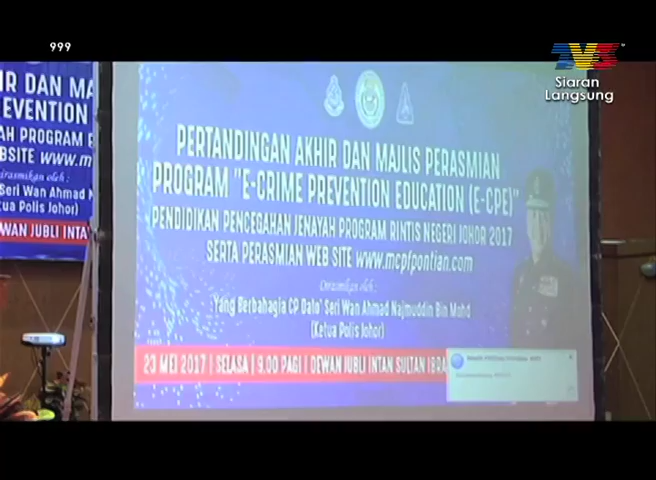 999
TV3
Siaran
Langsung
R DAN MA
EVENTION
AH PROGRAM
WEBSITE www.m
Seri Wan Ahmad
etua Polis Johor)
WAN JUBLI INTA
PERTANDINGAN AKHIR DAN MAJLIS PERASMIAN
PROGRAM "E-CRIME PREVENTION EDUCATION (E-CPE)"
PENDIDIKAN PENCEGAHAN JENAYAH PROGRAM RINTIS NEGERI JOHOR 2017
SERTA PERASMIAN WEB SITE www.mcpfpontian.com
Dirasmikan oleh:
Yang Berbahagia CP Dato' Seri Wan Ahmad Najmuddin Bin Mohd
(Ketua Polis Johor)
23 MEI 2017 | SELASA | 9.00 PAGI | DEWAN JUBLI INTAN SULTAN IBRA